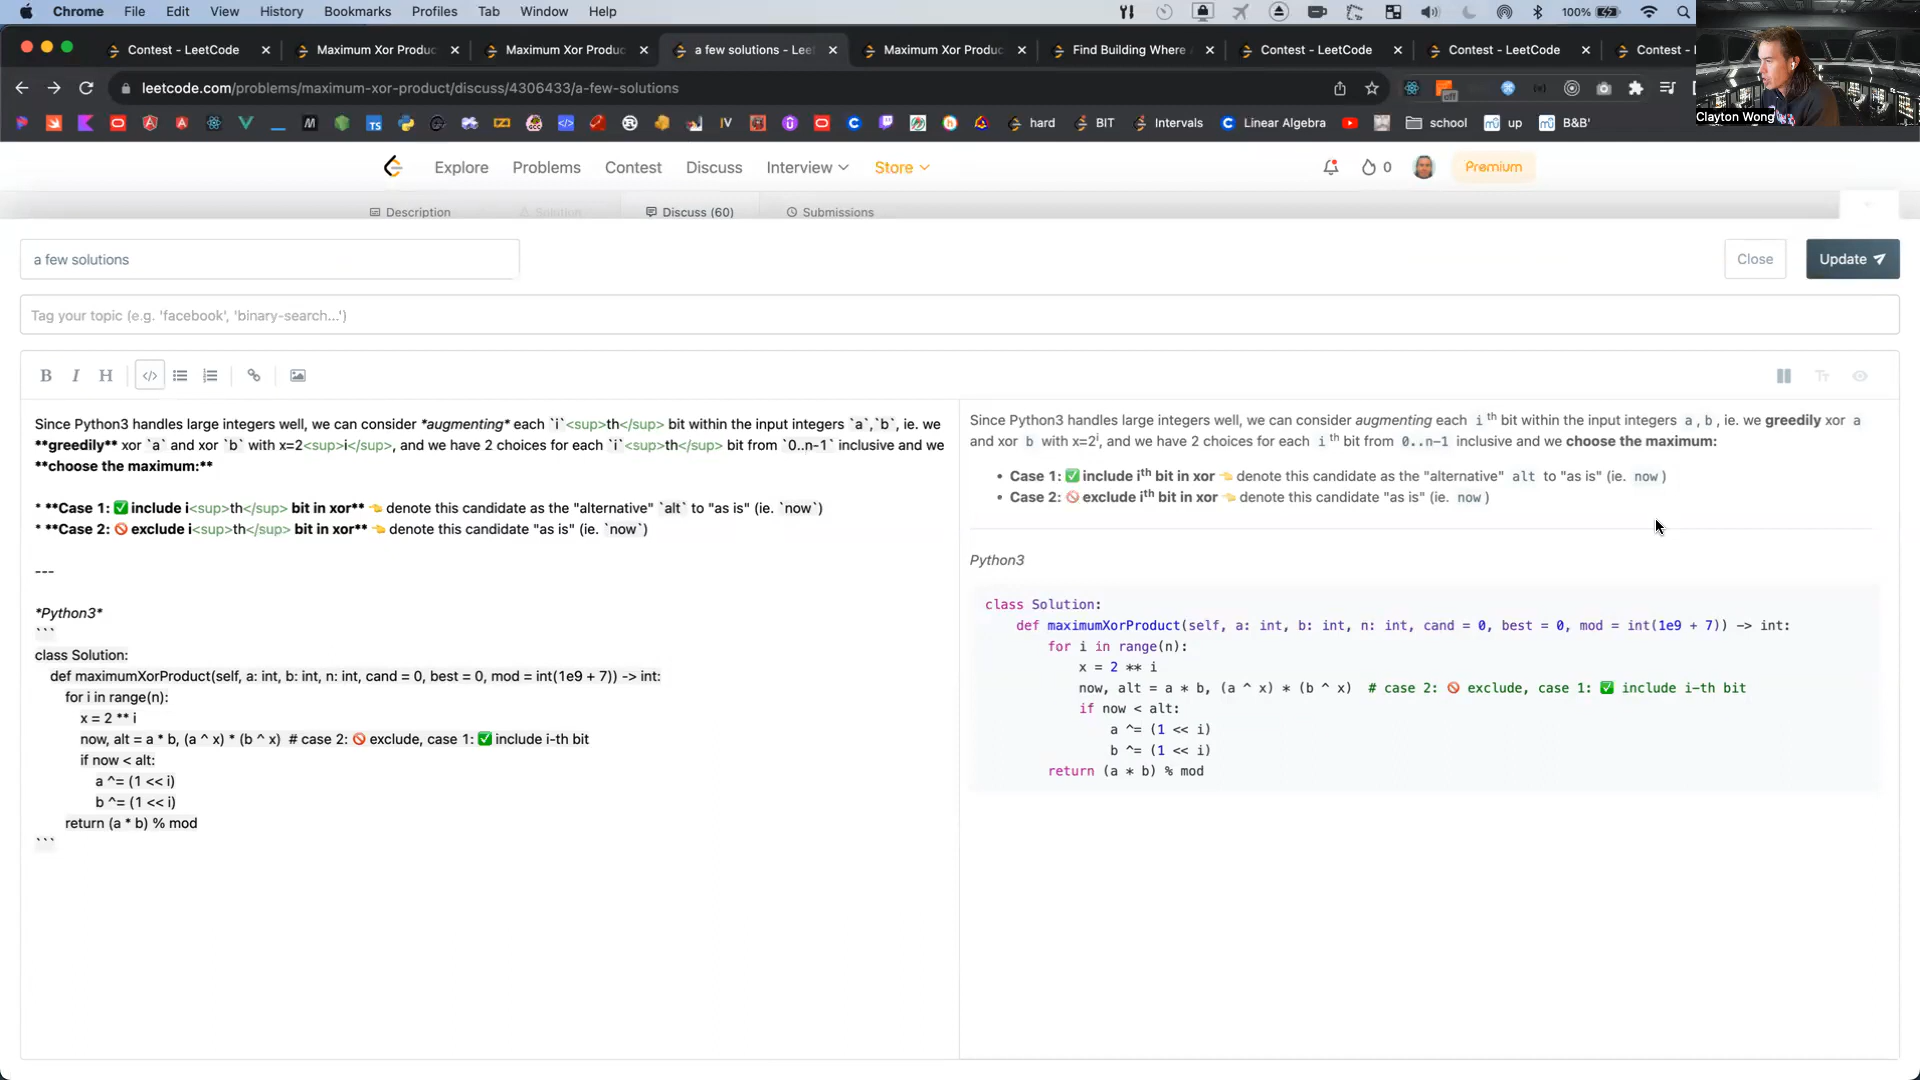 Chrome File Edit View History Bookmarks Profiles Tab Window Help 100%
Contest - LeetCode Maximum Xor Produc Maximum Xor Produc a few solutions - Lee Maximum Xor Produc Find Building Where Contest - LeetCode Contest - LeetCode Contest -
leetcode.com/problems/maximum-xor-product/discuss/4306433/a-few-solutions
off
Clayton Wong
hard BIT Intervals Linear Algebra school up B&B'
Explore Problems Contest Discuss Interview Store 0 Premium
Description Solution Discuss (60) Submissions
a few solutions Close Update
Tag your topic (e.g. 'facebook', 'binary-search...')
B I H
Since Python3 handles large integers well, we can consider *augmenting* each `i`<sup>th</sup> bit within the input integers `a`,`b`, ie. we
**greedily** xor `a` and xor `b` with x=2<sup>i</sup>, and we have 2 choices for each `i`<sup>th</sup> bit from `0..n-1` inclusive and we
**choose the maximum:**
* **Case 1: ✅ include i<sup>th</sup> bit in xor** 👈 denote this candidate as the "alternative" `alt` to "as is" (ie. `now`)
* **Case 2: 🚫 exclude i<sup>th</sup> bit in xor** 👈 denote this candidate "as is" (ie. `now`)
---
*Python3*
```
class Solution:
def maximumXorProduct(self, a: int, b: int, n: int, cand = 0, best = 0, mod = int(1e9 + 7)) -> int:
for i in range(n):
x = 2 ** i
now, alt = a * b, (a ^ x) * (b ^ x) # case 2: 🚫 exclude, case 1: ✅ include i-th bit
if now < alt:
a ^= (1 << i)
b ^= (1 << i)
return (a * b) % mod
```
Since Python3 handles large integers well, we can consider augmenting each i th bit within the input integers a , b , ie. we greedily xor a
and xor b with x=2i, and we have 2 choices for each i th bit from 0..n-1 inclusive and we choose the maximum:
• Case 1: ✅ include ith bit in xor 👈 denote this candidate as the "alternative" alt to "as is" (ie. now )
• Case 2: 🚫 exclude ith bit in xor 👈 denote this candidate "as is" (ie. now )
Python3
class Solution:
def maximumXorProduct(self, a: int, b: int, n: int, cand = 0, best = 0, mod = int(1e9 + 7)) -> int:
for i in range(n):
x = 2 ** i
now, alt = a * b, (a ^ x) * (b ^ x) # case 2: 🚫 exclude, case 1: ✅ include i-th bit
if now < alt:
a ^= (1 << i)
b ^= (1 << i)
return (a * b) % mod